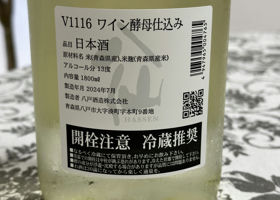 V1116 ワイン酵母仕込み
品目 日本酒
原材料名 米(青森県産)、米麹(青森県産米)
アルコール分 13度
内容量 1800ml
製造年月 2024年7月
製造者 八戸酒造株式会社
青森県八戸市大字湊町字本町9番地
HASSEN
開栓注意 冷蔵推奨